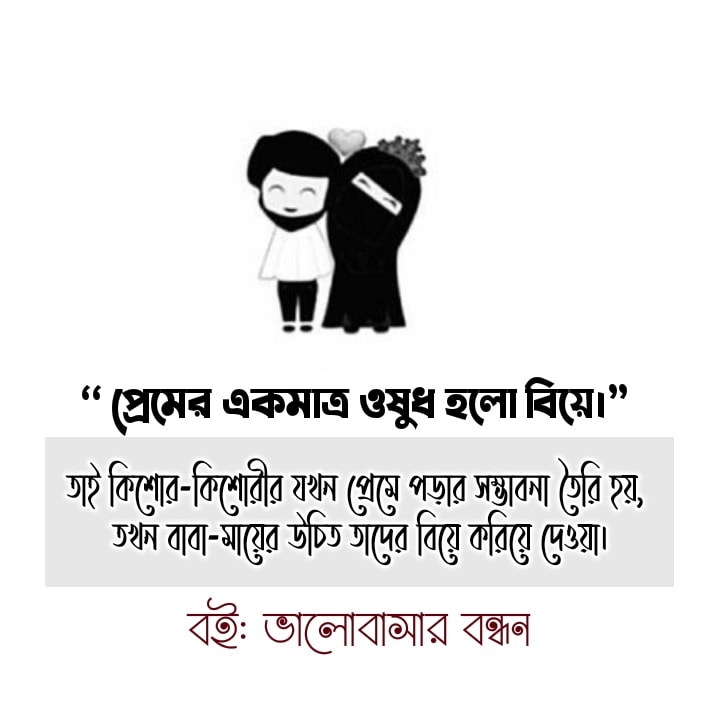 “ প্রেমের একমাত্র ওষুধ হলো বিয়ে।”
তাই কিশোর-কিশোরীর যখন প্রেমে পড়ার সম্ভাবনা তৈরি হয়,
তখন বাবা-মায়ের উচিত তাদের বিয়ে করিয়ে দেওয়া।
বই: ভালোবাসার বন্ধন